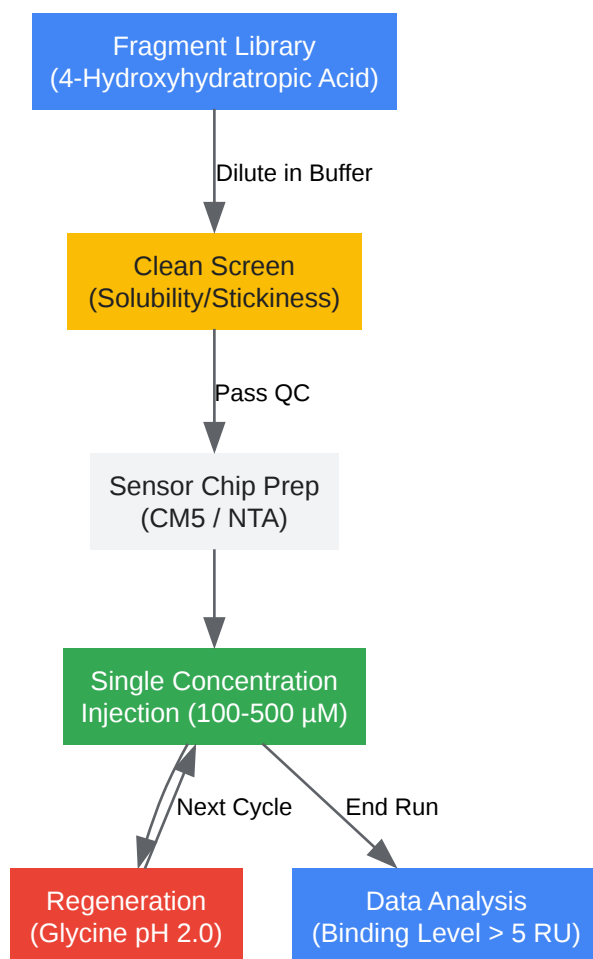 Fragment Library
(4-Hydroxyhydratropic Acid)
Dilute in Buffer
Clean Screen
(Solubility/Stickiness)
Pass QC
Sensor Chip Prep
(CM5 / NTA)
Single Concentration
Injection (100-500 µM)
Next Cycle
End Run
Regeneration
(Glycine pH 2.0)
Data Analysis
(Binding Level > 5 RU)